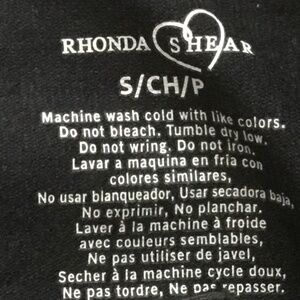 RHONDA SHEAR
S/CH/P
Machine wash cold with like colors.
Do not bleach. Tumble dry low.
Do not wring. Do not iron.
Lavar a maquina en fria con
colores similares,
No usar blanqueador, Usar secadora baja,
No exprimir, No planchar.
Laver à la machine à froide
avec couleurs semblables,
Ne pas utiliser de javel,
Secher à la machine cycle doux,
Ne pas tordre, Ne pas repasser.